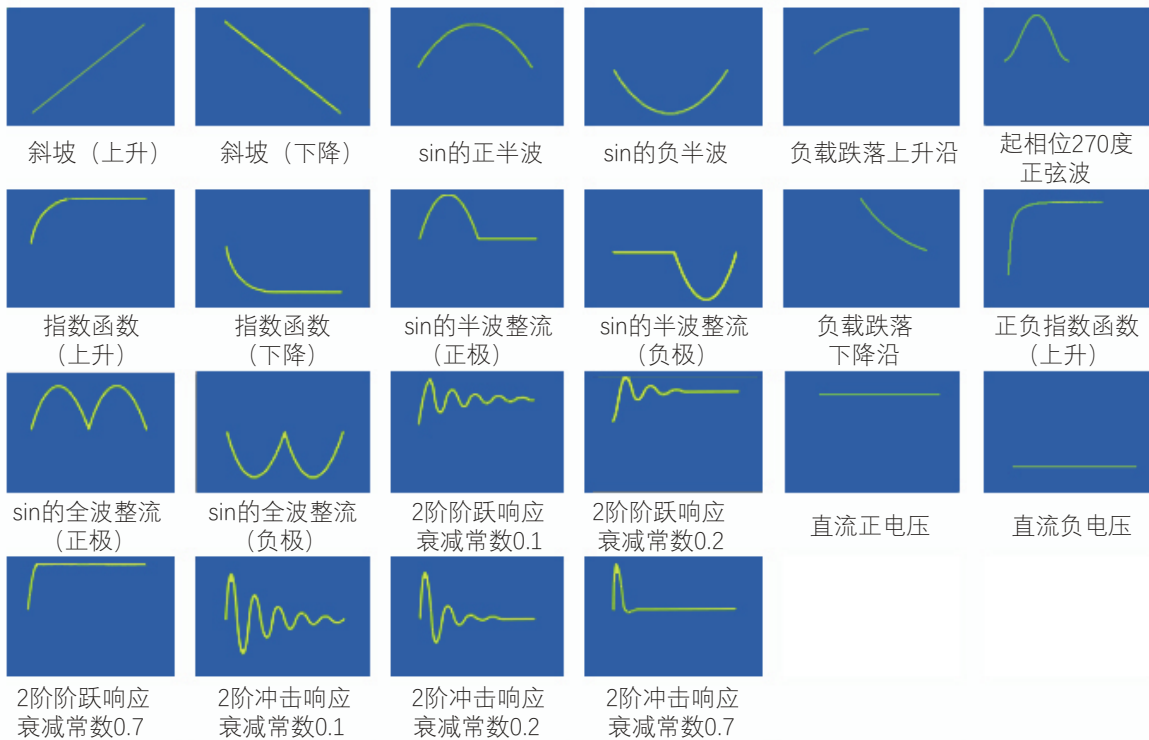 斜坡（上升）
斜坡（下降）
sin的正半波
sin的负半波
负载跌落上升沿
起相位270度
正弦波
指数函数
（上升）
指数函数
（下降）
sin的半波整流
（正极）
sin的半波整流
（负极）
负载跌落
下降沿
正负指数函数
（上升）
sin的全波整流
（正极）
sin的全波整流
（负极）
2阶阶跃响应
衰减常数0.1
2阶阶跃响应
衰减常数0.2
直流正电压
直流负电压
2阶阶跃响应
衰减常数0.7
2阶冲击响应
衰减常数0.1
2阶冲击响应
衰减常数0.2
2阶冲击响应
衰减常数0.7